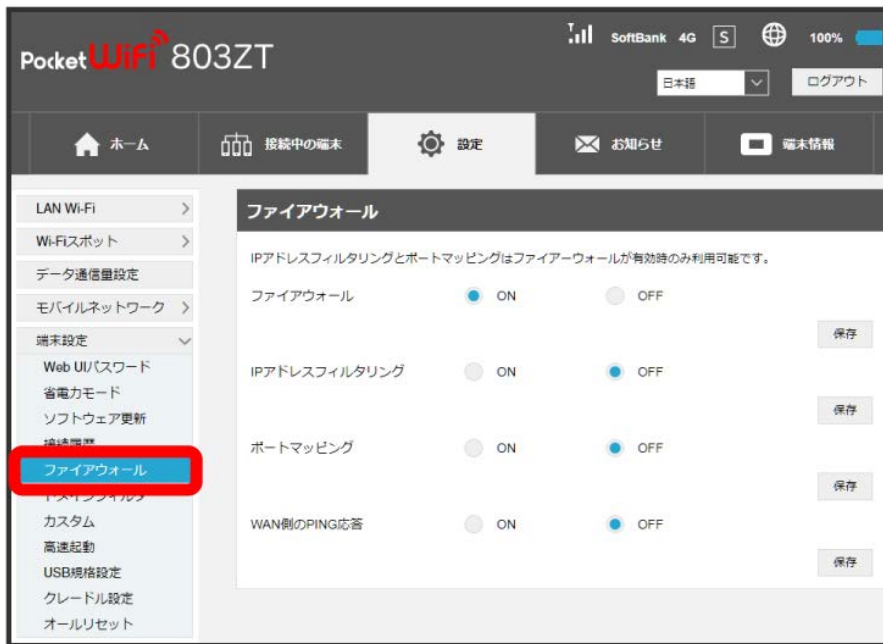 Pocket WiFi 803ZT
SoftBank 4G S 100%
日本語 ログアウト
ホーム 接続中の端末 設定 お知らせ 端末情報
LAN Wi-Fi
Wi-Fiスポット
データ通信量設定
モバイルネットワーク
端末設定
Web UIパスワード
省電力モード
ソフトウェア更新
接続履歴
ファイアウォール
ドメインフィルタ
カスタム
高速起動
USB規格設定
クレードル設定
オールリセット
ファイアウォール
IPアドレスフィルタリングとポートマッピングはファイアーウォールが有効時のみ利用可能です。
ファイアウォール ON OFF
保存
IPアドレスフィルタリング ON OFF
保存
ポートマッピング ON OFF
保存
WAN側のPING応答 ON OFF
保存